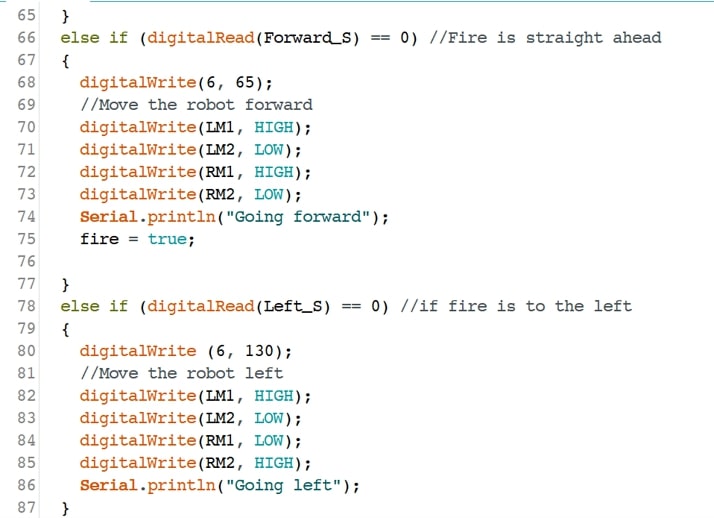 65 }
66 else if (digitalRead(Forward_S) == 0) //Fire is straight ahead
67 {
68 digitalWrite(6, 65);
69 //Move the robot forward
70 digitalWrite(LM1, HIGH);
71 digitalWrite(LM2, LOW);
72 digitalWrite(RM1, HIGH);
73 digitalWrite(RM2, LOW);
74 Serial.println("Going forward");
75 fire = true;
76
77 }
78 else if (digitalRead(Left_S) == 0) //if fire is to the left
79 {
80 digitalWrite (6, 130);
81 //Move the robot left
82 digitalWrite(LM1, HIGH);
83 digitalWrite(LM2, LOW);
84 digitalWrite(RM1, LOW);
85 digitalWrite(RM2, HIGH);
86 Serial.println("Going left");
87 }